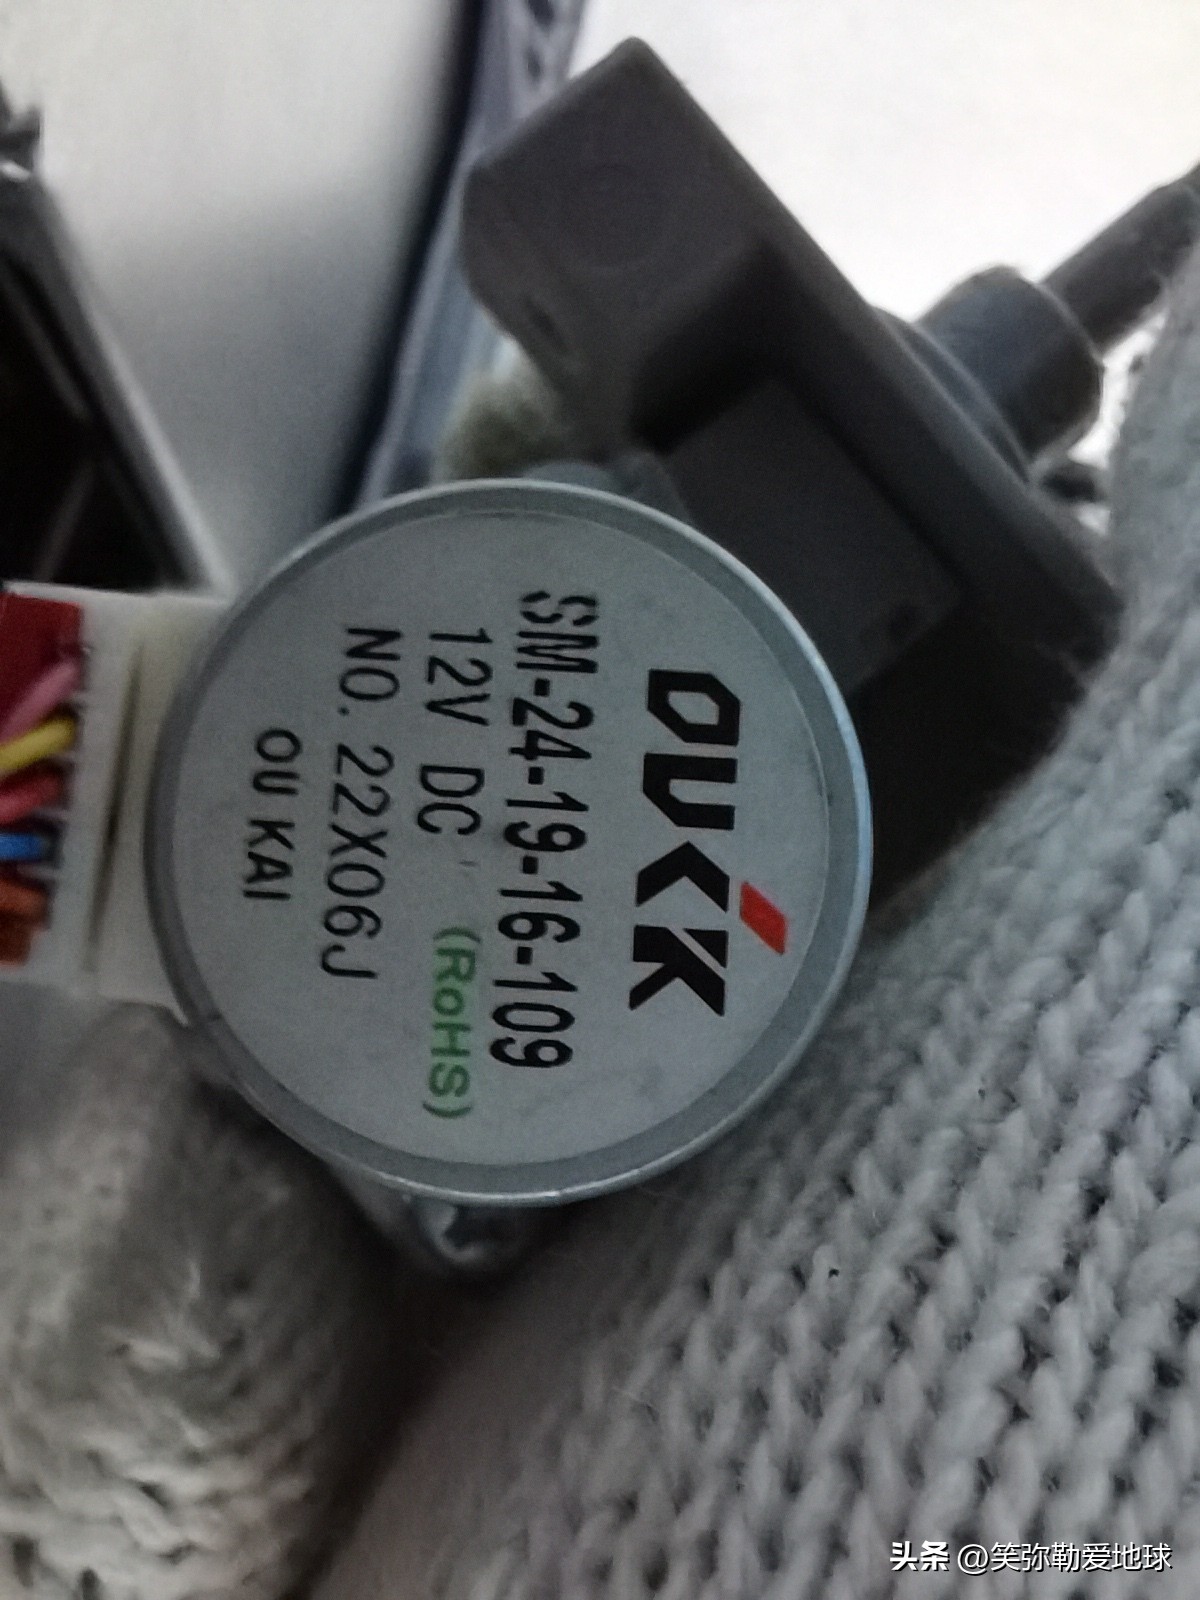 OUKK
SM-24-19-16-109
12V DC (RoHS)
NO. 22X06J
OU KAI
头条 @笑弥勒爱地球